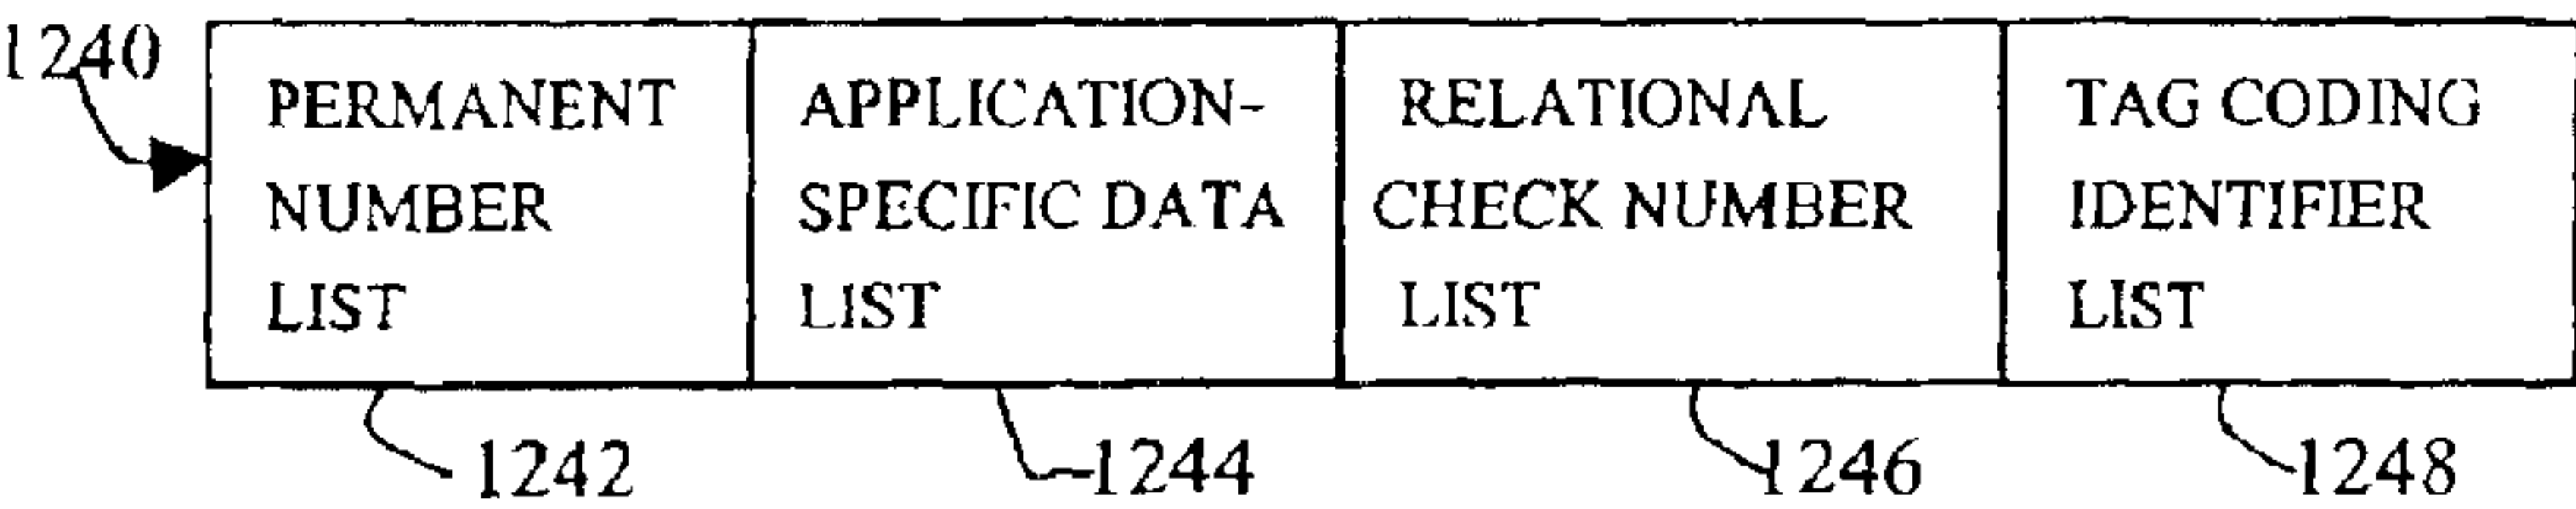 1240
PERMANENT
NUMBER
LIST
APPLICATION-
SPECIFIC DATA
LIST
RELATIONAL
CHECK NUMBER
LIST
TAG CODING
IDENTIFIER
LIST
1242
1244
1246
1248